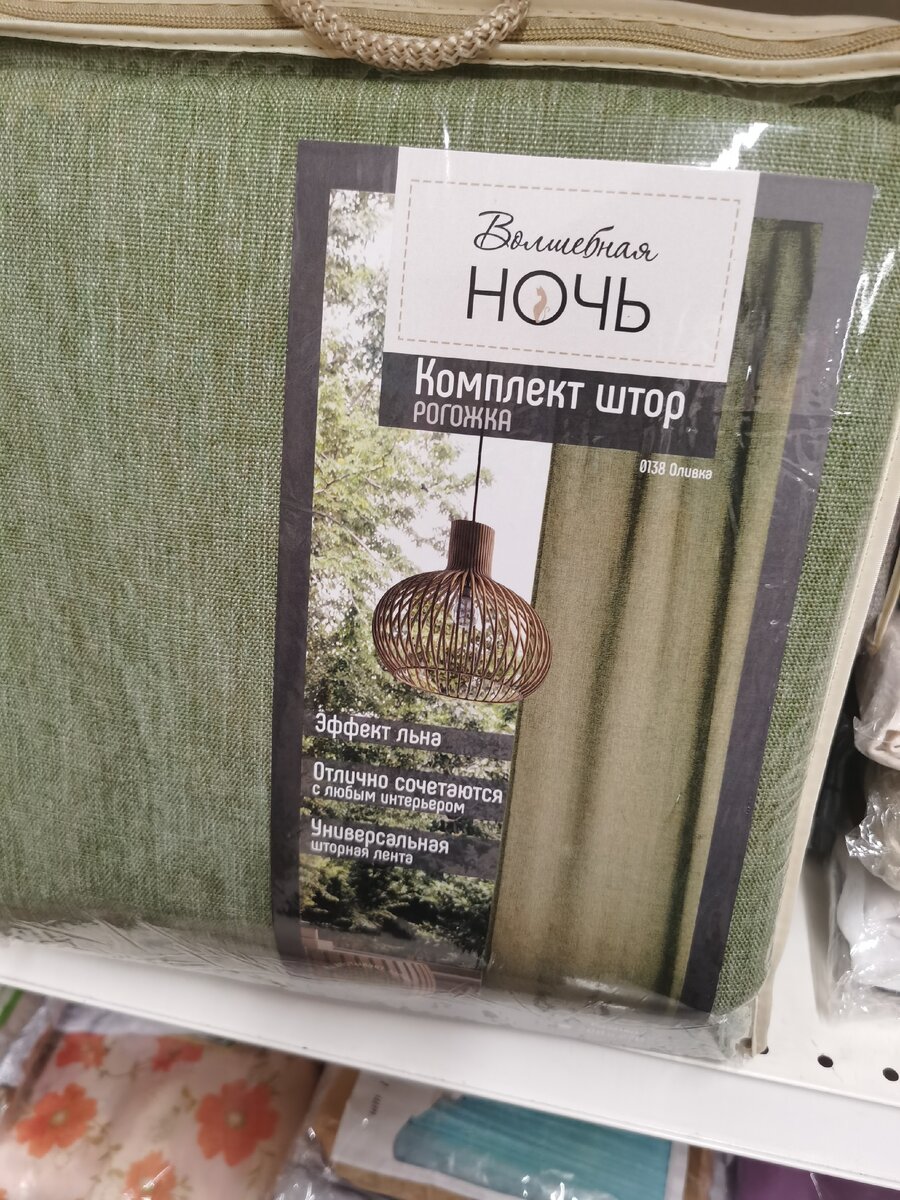 Волшебная
НОЧЬ
Комплект штор
РОГОЖКА
0138 Оливка
Эффект льна
Отлично сочетаются
с любым интерьером
Универсальная
шторная лента